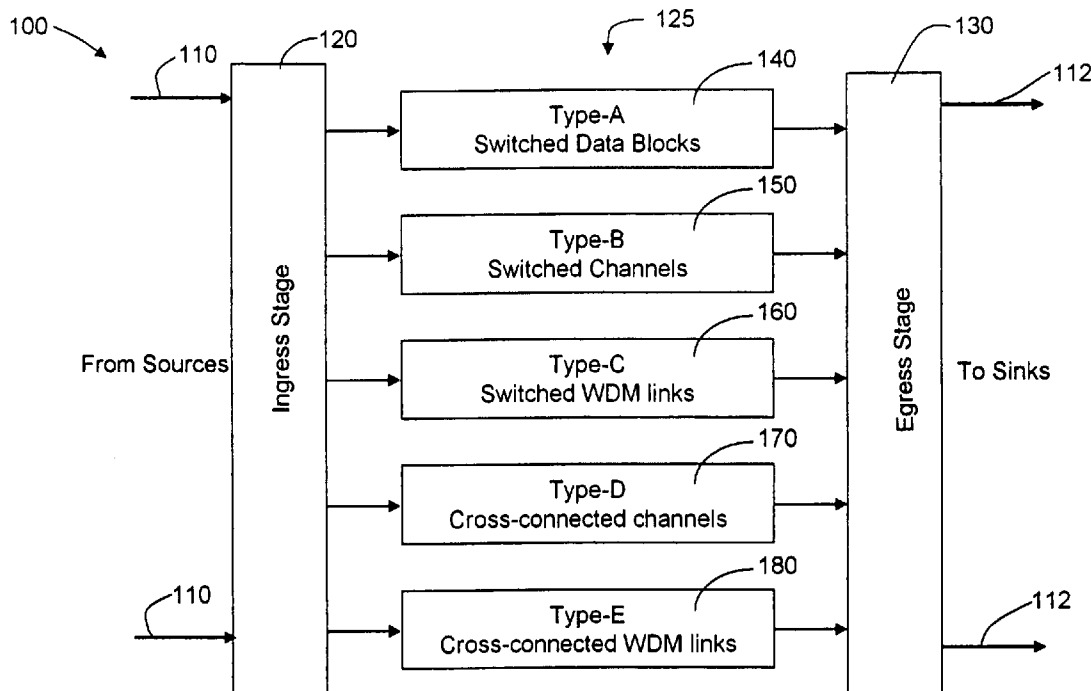 100
110
120
125
130
112
140
Type-A
Switched Data Blocks
150
Type-B
Switched Channels
160
Type-C
Switched WDM links
From Sources
Ingress Stage
Egress Stage
To Sinks
170
Type-D
Cross-connected channels
180
Type-E
Cross-connected WDM links
110
112